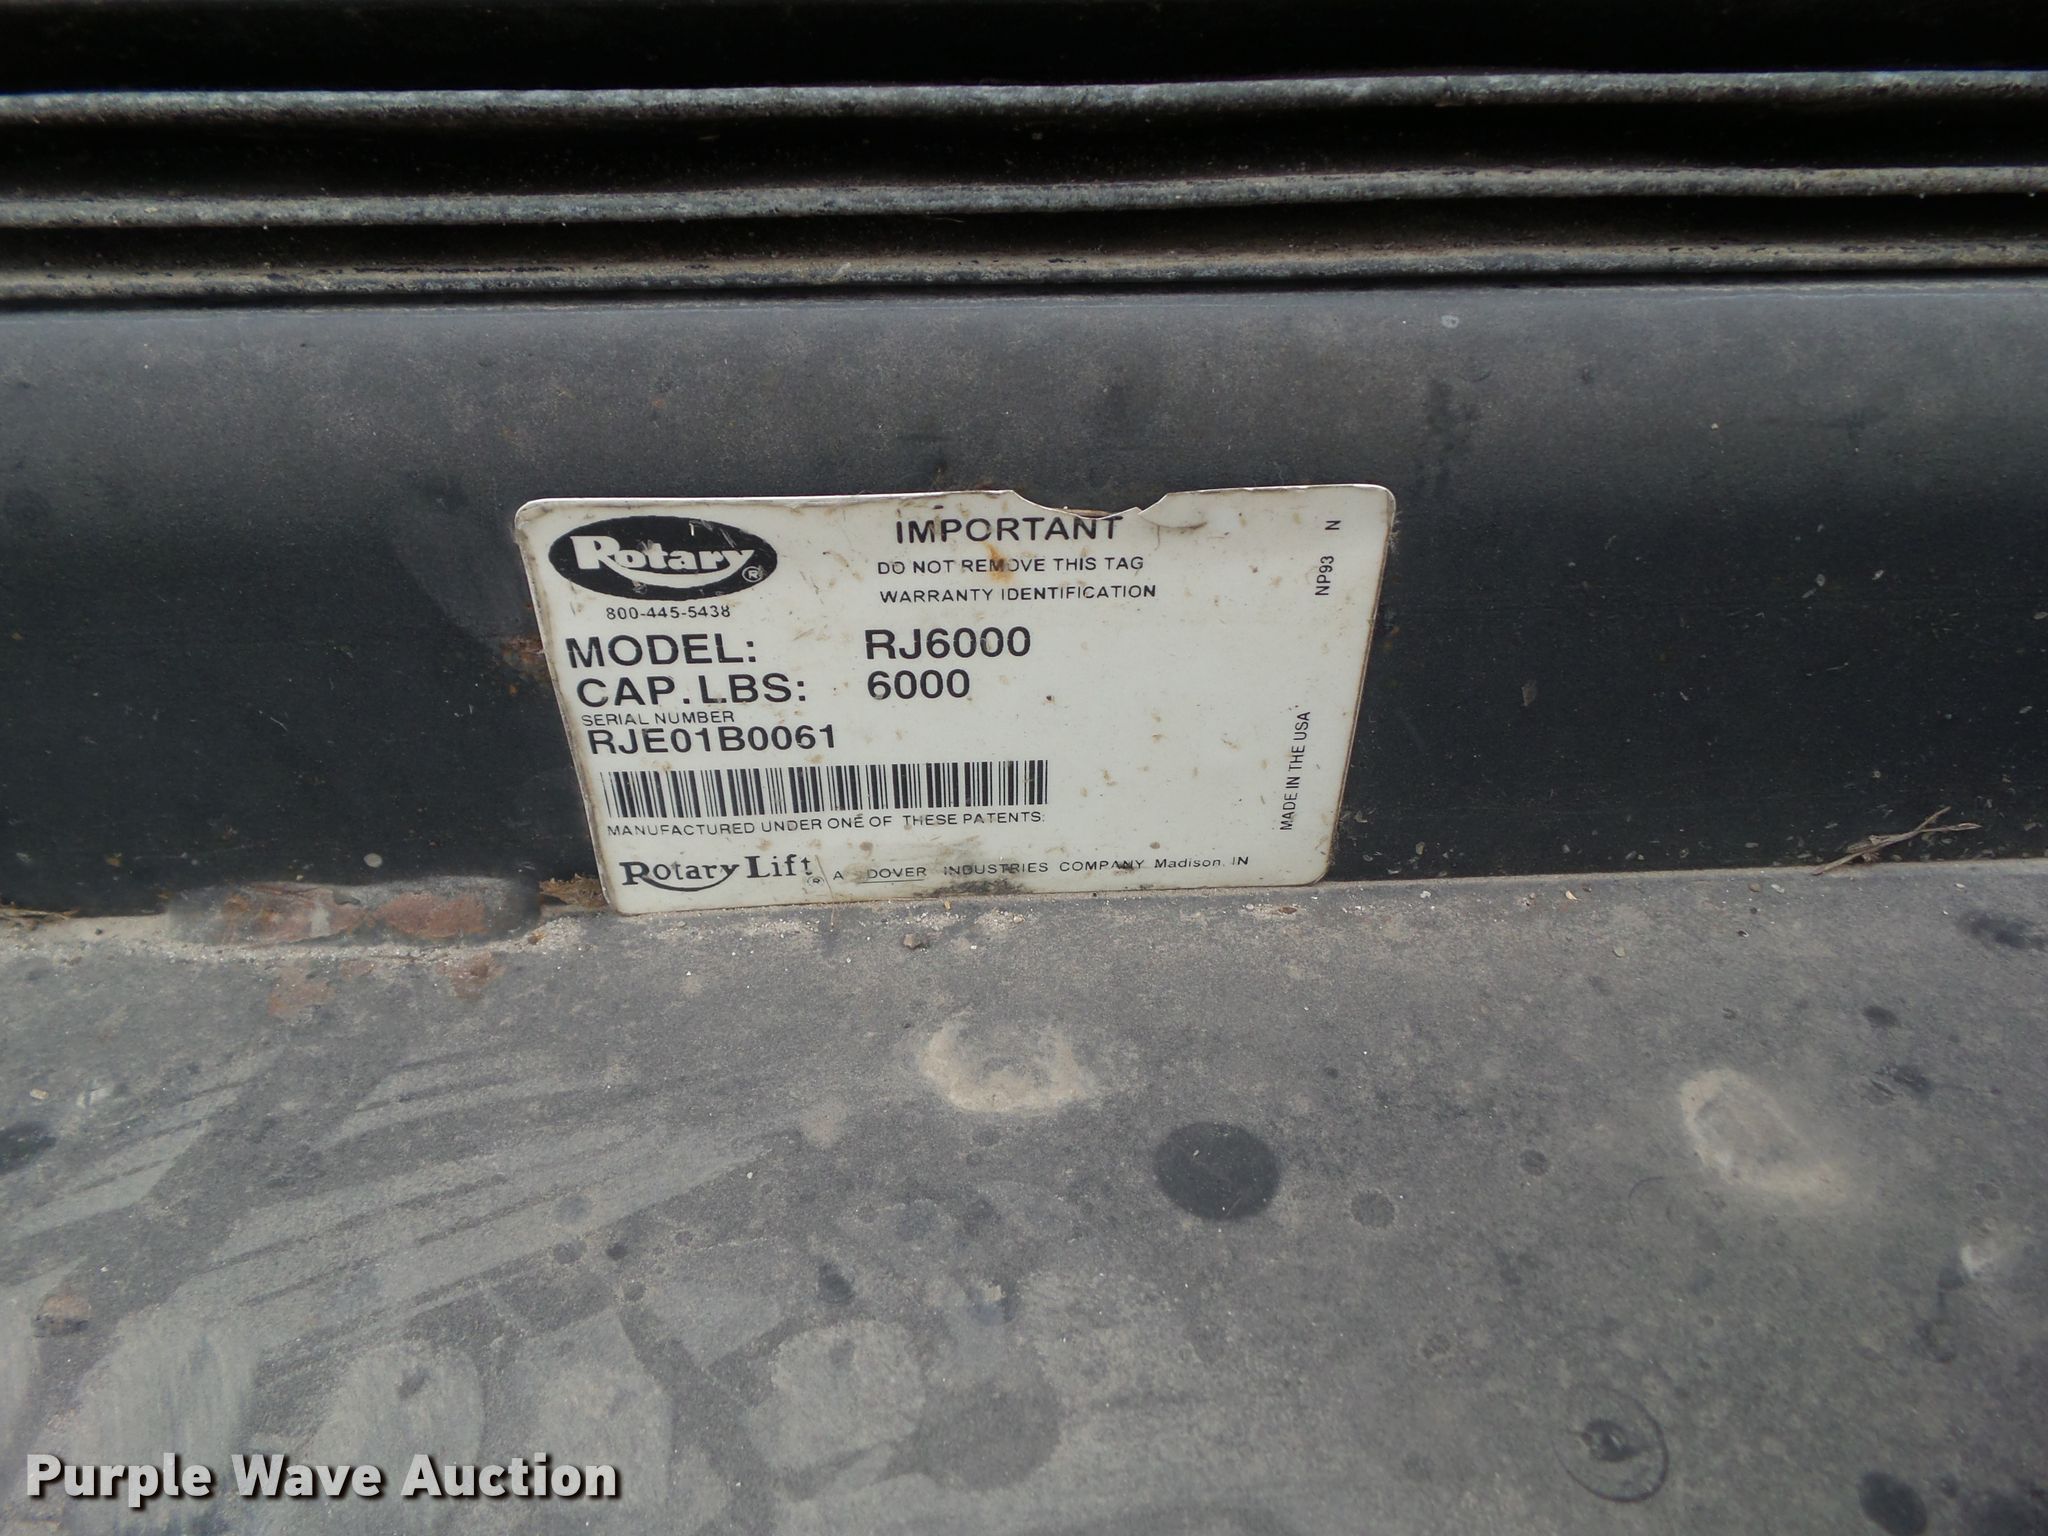 Rotary®
800-445-5438
IMPORTANT
DO NOT REMOVE THIS TAG
WARRANTY IDENTIFICATION
MODEL: RJ6000
CAP. LBS: 6000
SERIAL NUMBER
RJE01B0061
MANUFACTURED UNDER ONE OF THESE PATENTS:
Rotary Lift® A DOVER INDUSTRIES COMPANY Madison, IN
NP93 N
MADE IN THE USA
Purple Wave Auction